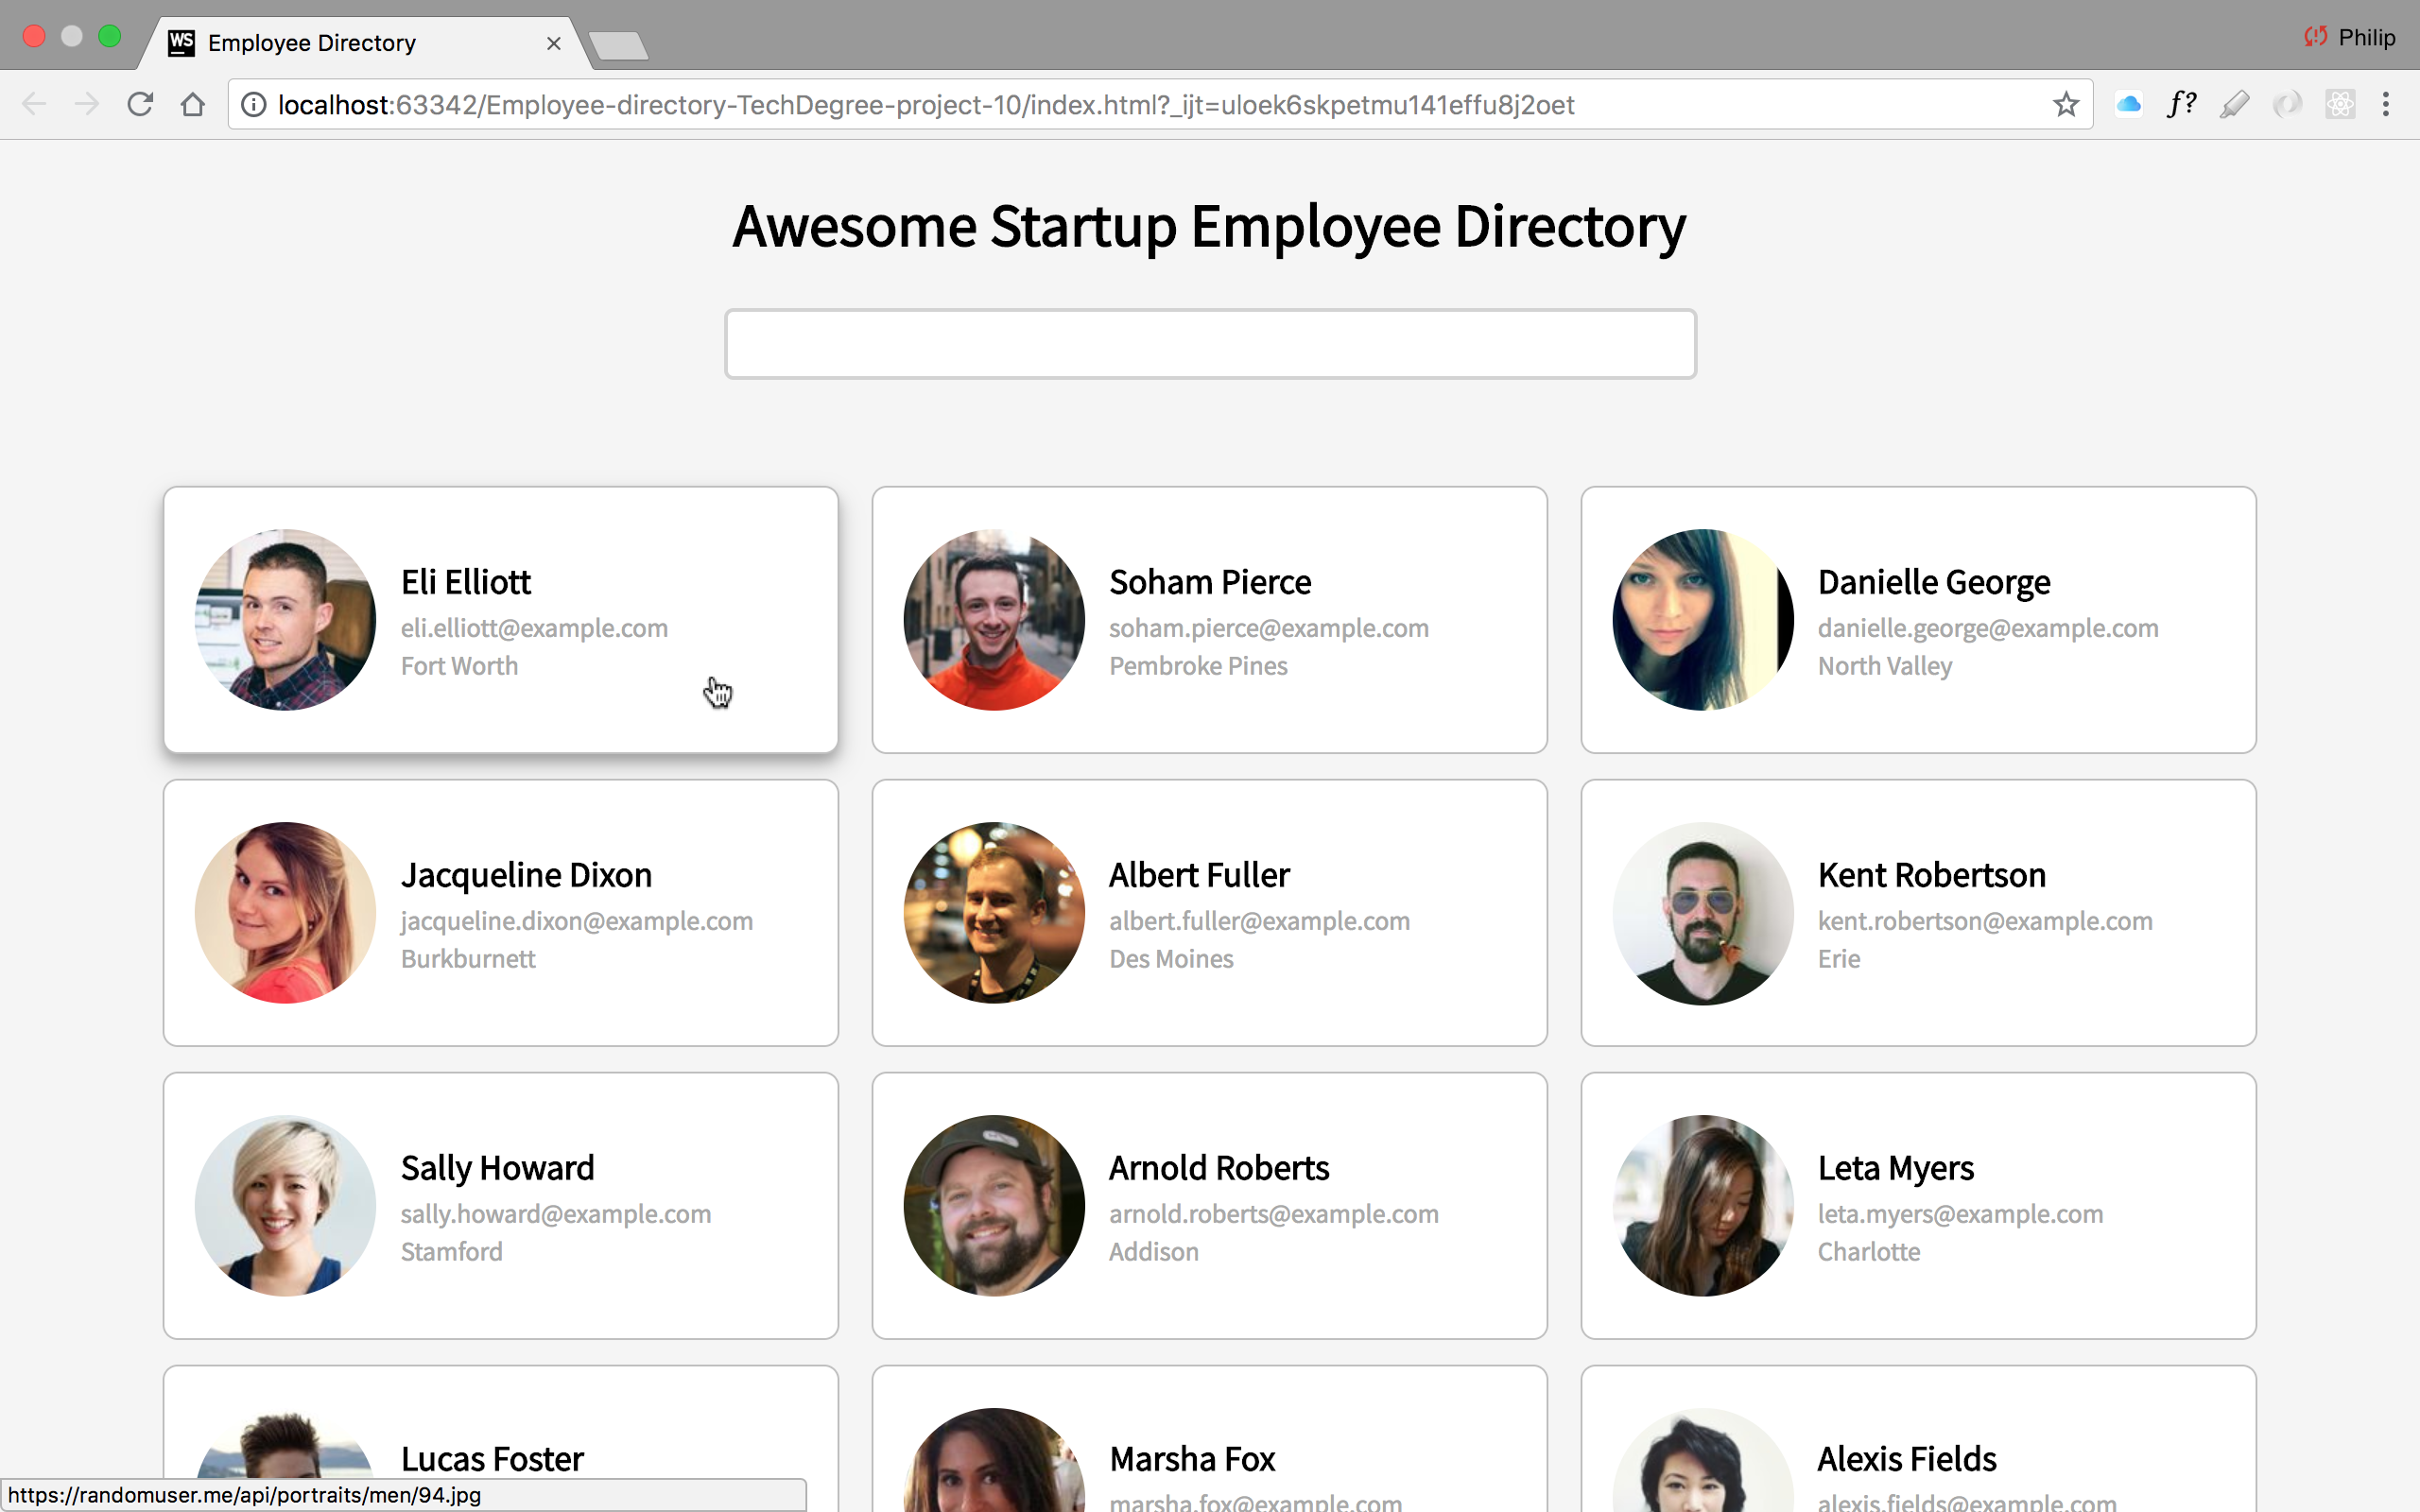 WS Employee Directory
Philip
localhost:63342/Employee-directory-TechDegree-project-10/index.html?_ijt=uloek6skpetmu141effu8j2oet
f?
Awesome Startup Employee Directory
Eli Elliott
eli.elliott@example.com
Fort Worth
Soham Pierce
soham.pierce@example.com
Pembroke Pines
Danielle George
danielle.george@example.com
North Valley
Jacqueline Dixon
jacqueline.dixon@example.com
Burkburnett
Albert Fuller
albert.fuller@example.com
Des Moines
Kent Robertson
kent.robertson@example.com
Erie
Sally Howard
sally.howard@example.com
Stamford
Arnold Roberts
arnold.roberts@example.com
Addison
Leta Myers
leta.myers@example.com
Charlotte
Lucas Foster
Marsha Fox
marsha.fox@example.com
Alexis Fields
alexis.fields@example.com
https://randomuser.me/api/portraits/men/94.jpg